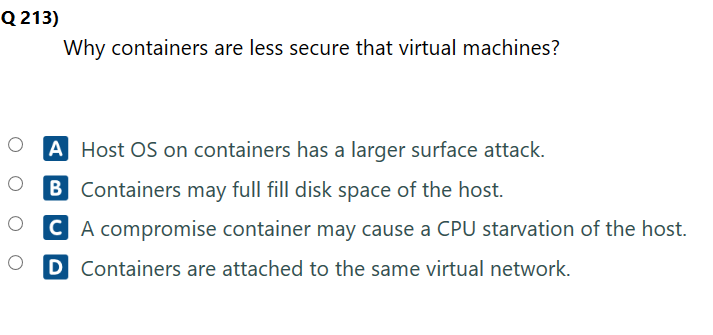 Q 213)
Why containers are less secure that virtual machines?
A Host OS on containers has a larger surface attack.
B Containers may full fill disk space of the host.
C A compromise container may cause a CPU starvation of the host.
D Containers are attached to the same virtual network.